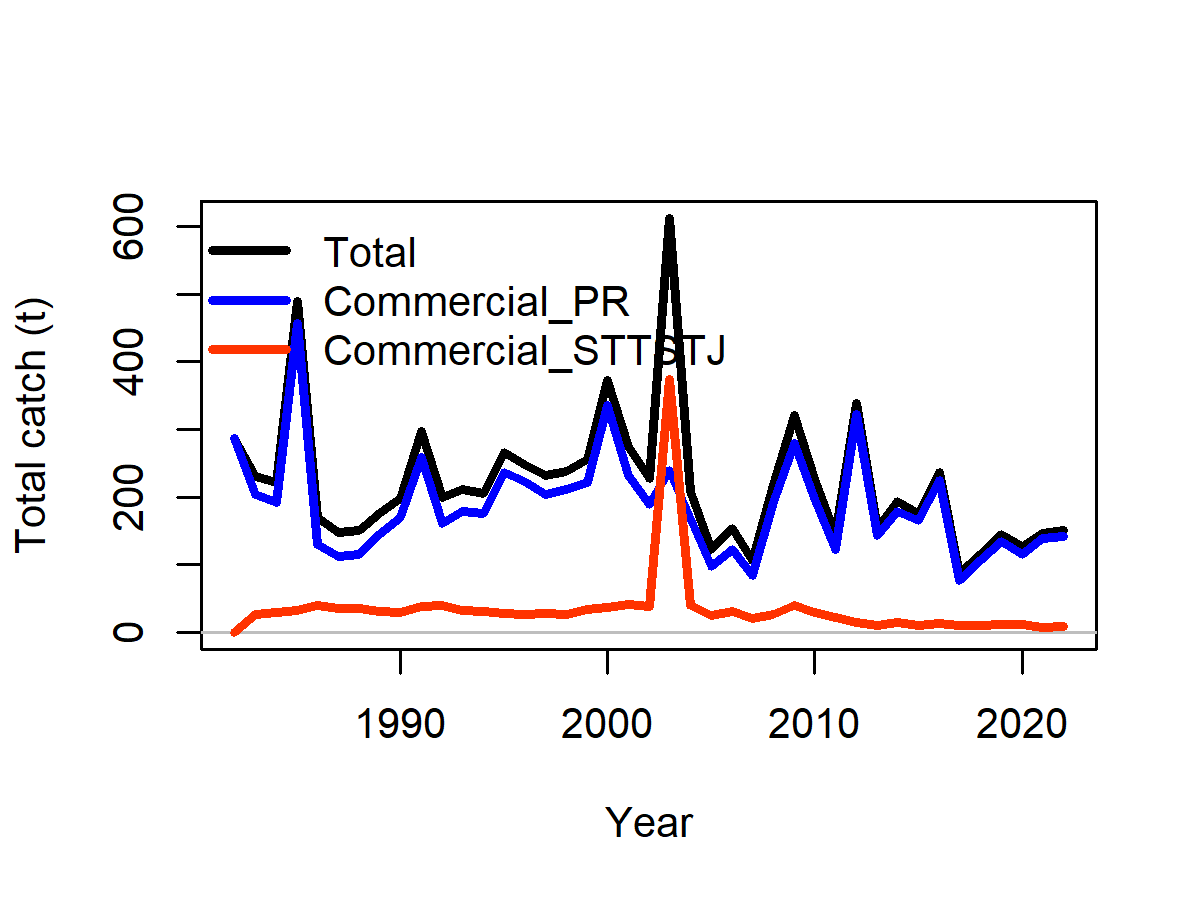 Total catch (t)
600
400
200
0
Total
Commercial_PR
Commercial_STTSTJ
1990 2000 2010 2020
Year